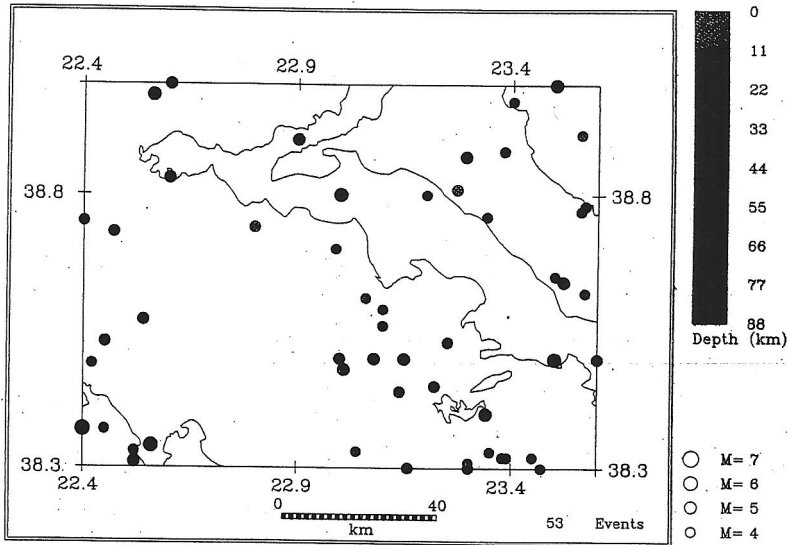 22.4 22.9 23.4
38.8 38.8
38.3 38.3
22.4 22.9 23.4
0 40
km
53 Events
0
11
22
33
44
55
66
77
88
Depth (km)
M= 7
M= 6
M= 5
M= 4